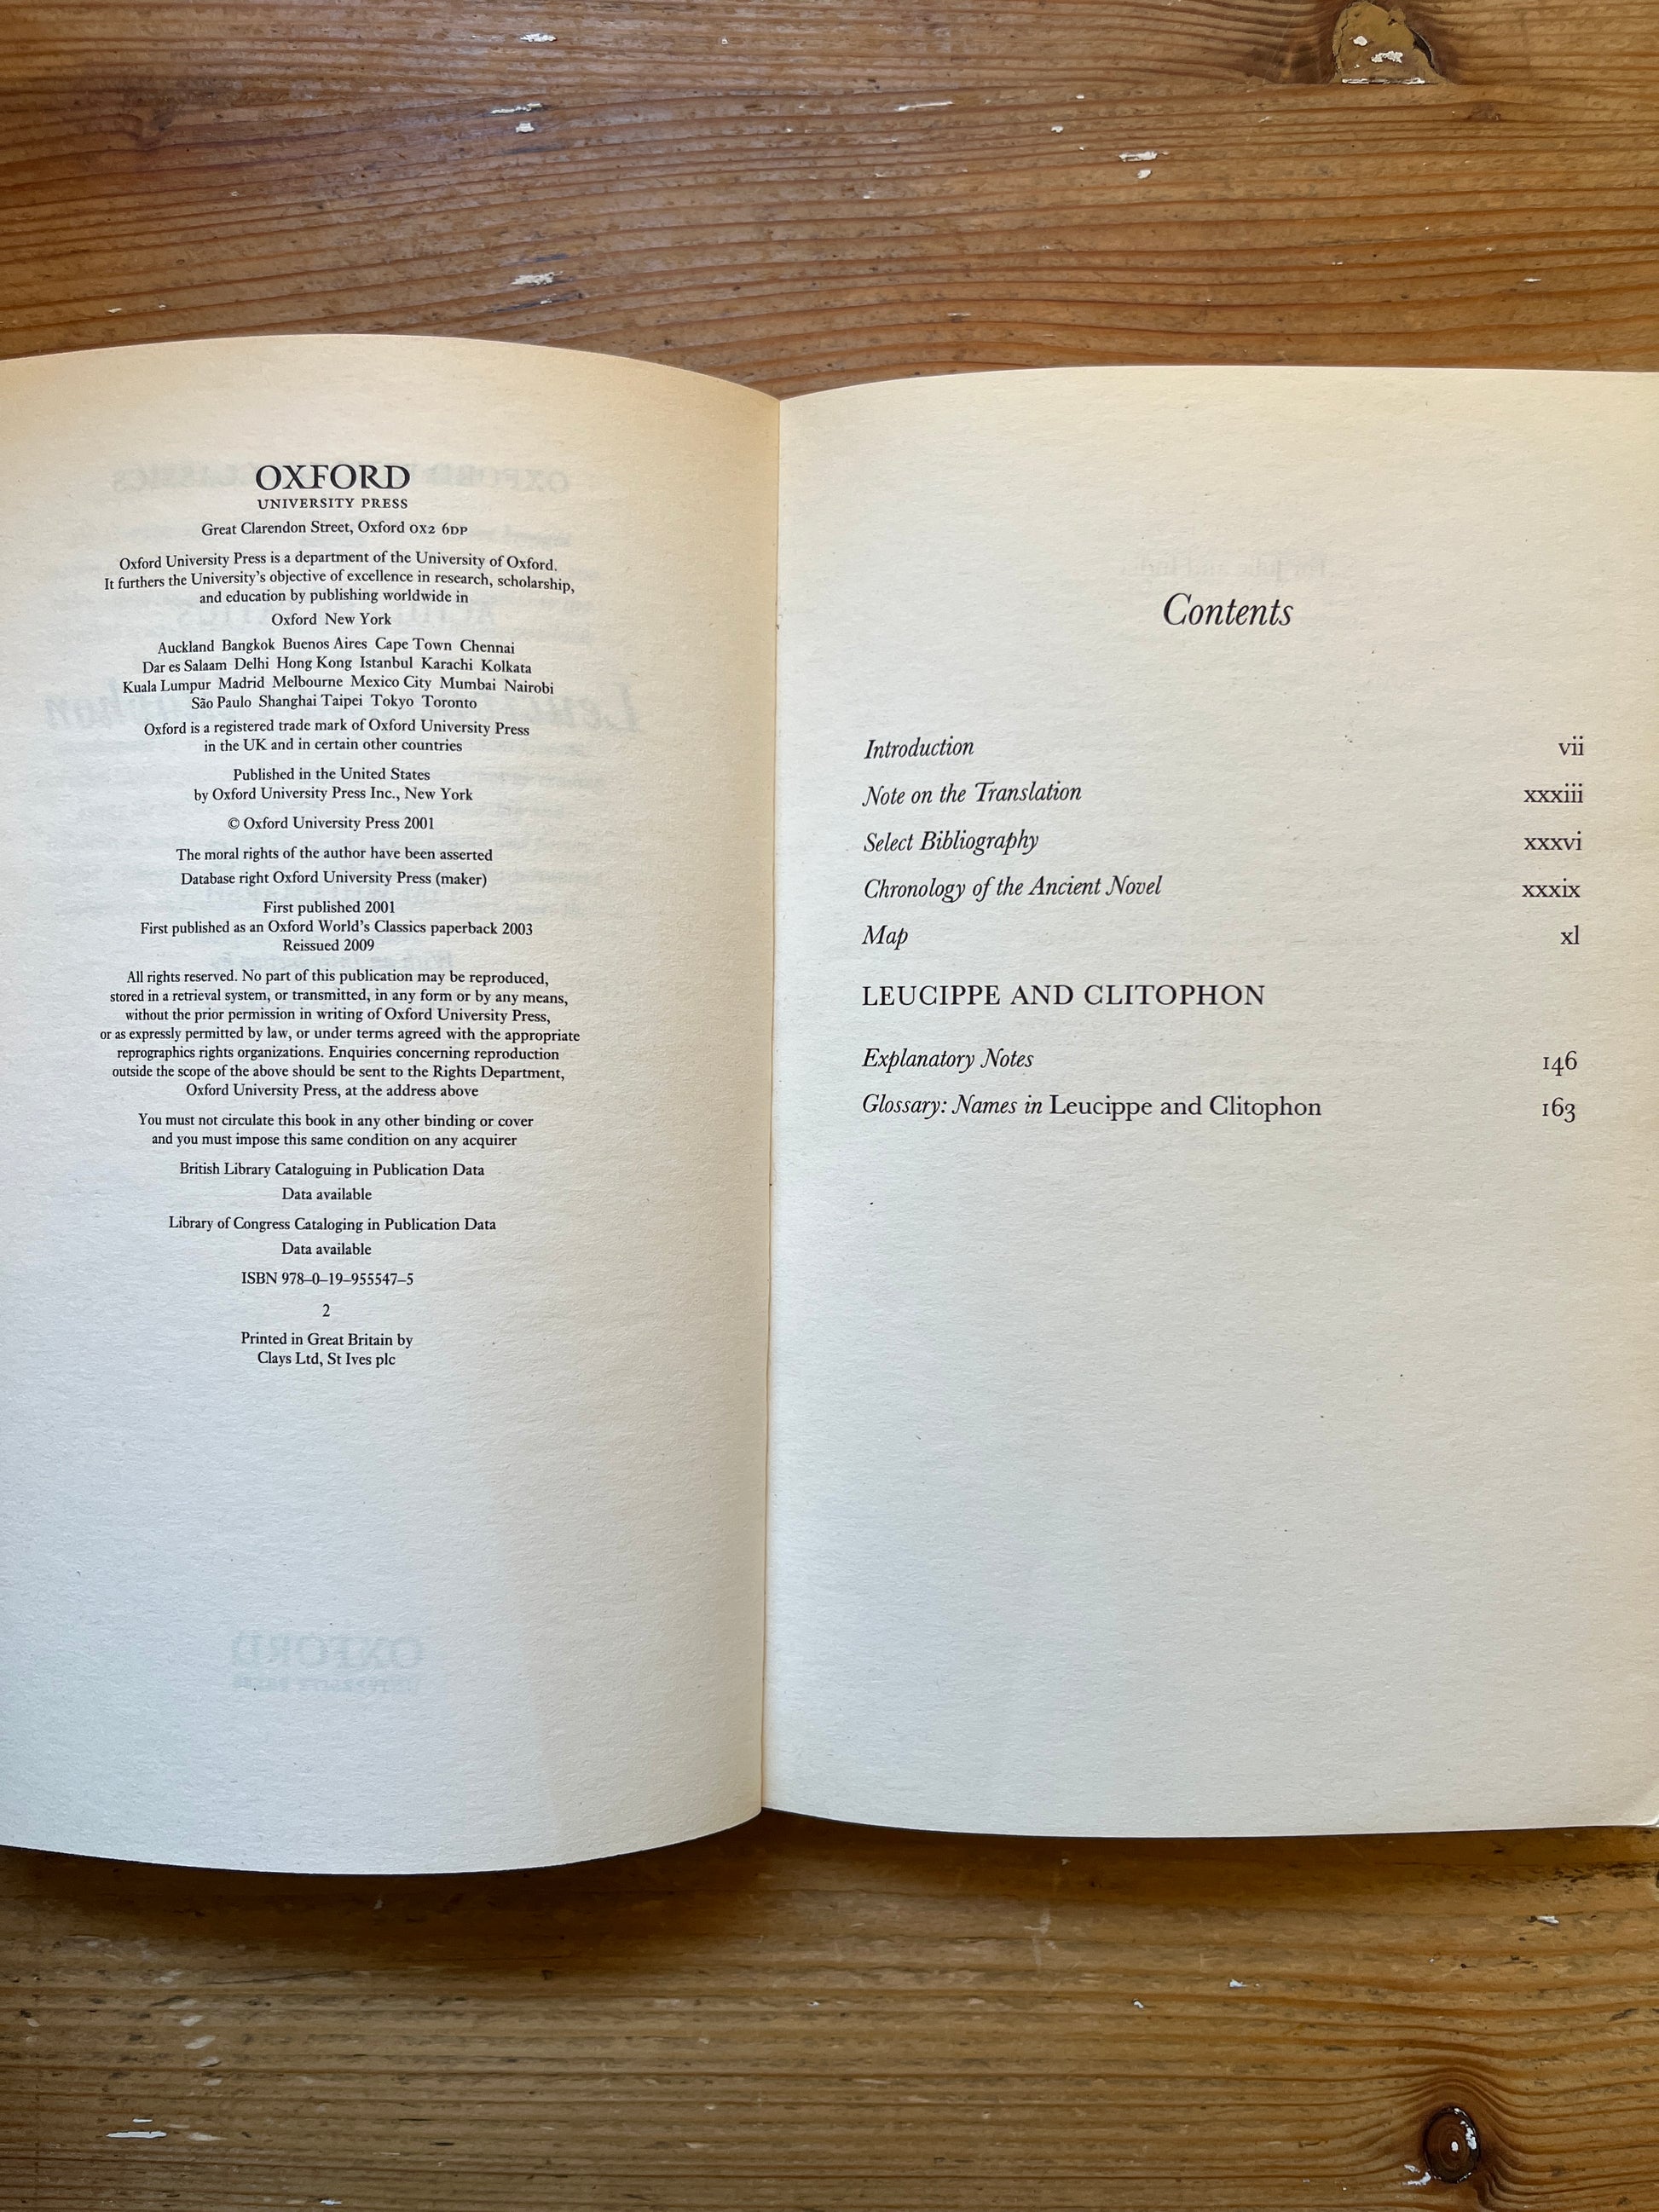 OXFORD
UNIVERSITY PRESS
Great Clarendon Street, Oxford OX2 6DP
Oxford University Press is a department of the University of Oxford.
It furthers the University's objective of excellence in research, scholarship,
and education by publishing worldwide in
Oxford New York
Auckland Bangkok Buenos Aires Cape Town Chennai
Dar es Salaam Delhi Hong Kong Istanbul Karachi Kolkata
Kuala Lumpur Madrid Melbourne Mexico City Mumbai Nairobi
São Paulo Shanghai Taipei Tokyo Toronto
Oxford is a registered trade mark of Oxford University Press
in the UK and in certain other countries
Published in the United States
by Oxford University Press Inc., New York
© Oxford University Press 2001
The moral rights of the author have been asserted
Database right Oxford University Press (maker)
First published 2001
First published as an Oxford World's Classics paperback 2003
Reissued 2009
All rights reserved. No part of this publication may be reproduced,
stored in a retrieval system, or transmitted, in any form or by any means,
without the prior permission in writing of Oxford University Press,
or as expressly permitted by law, or under terms agreed with the appropriate
reprographics rights organizations. Enquiries concerning reproduction
outside the scope of the above should be sent to the Rights Department,
Oxford University Press, at the address above
You must not circulate this book in any other binding or cover
and you must impose this same condition on any acquirer
British Library Cataloguing in Publication Data
Data available
Library of Congress Cataloging in Publication Data
Data available
ISBN 978–0–19–955547–5
2
Printed in Great Britain by
Clays Ltd, St Ives plc
Contents
Introduction vii
Note on the Translation xxxiii
Select Bibliography xxxvi
Chronology of the Ancient Novel xxxix
Map xl
LEUCIPPE AND CLITOPHON
Explanatory Notes 146
Glossary: Names in Leucippe and Clitophon 163